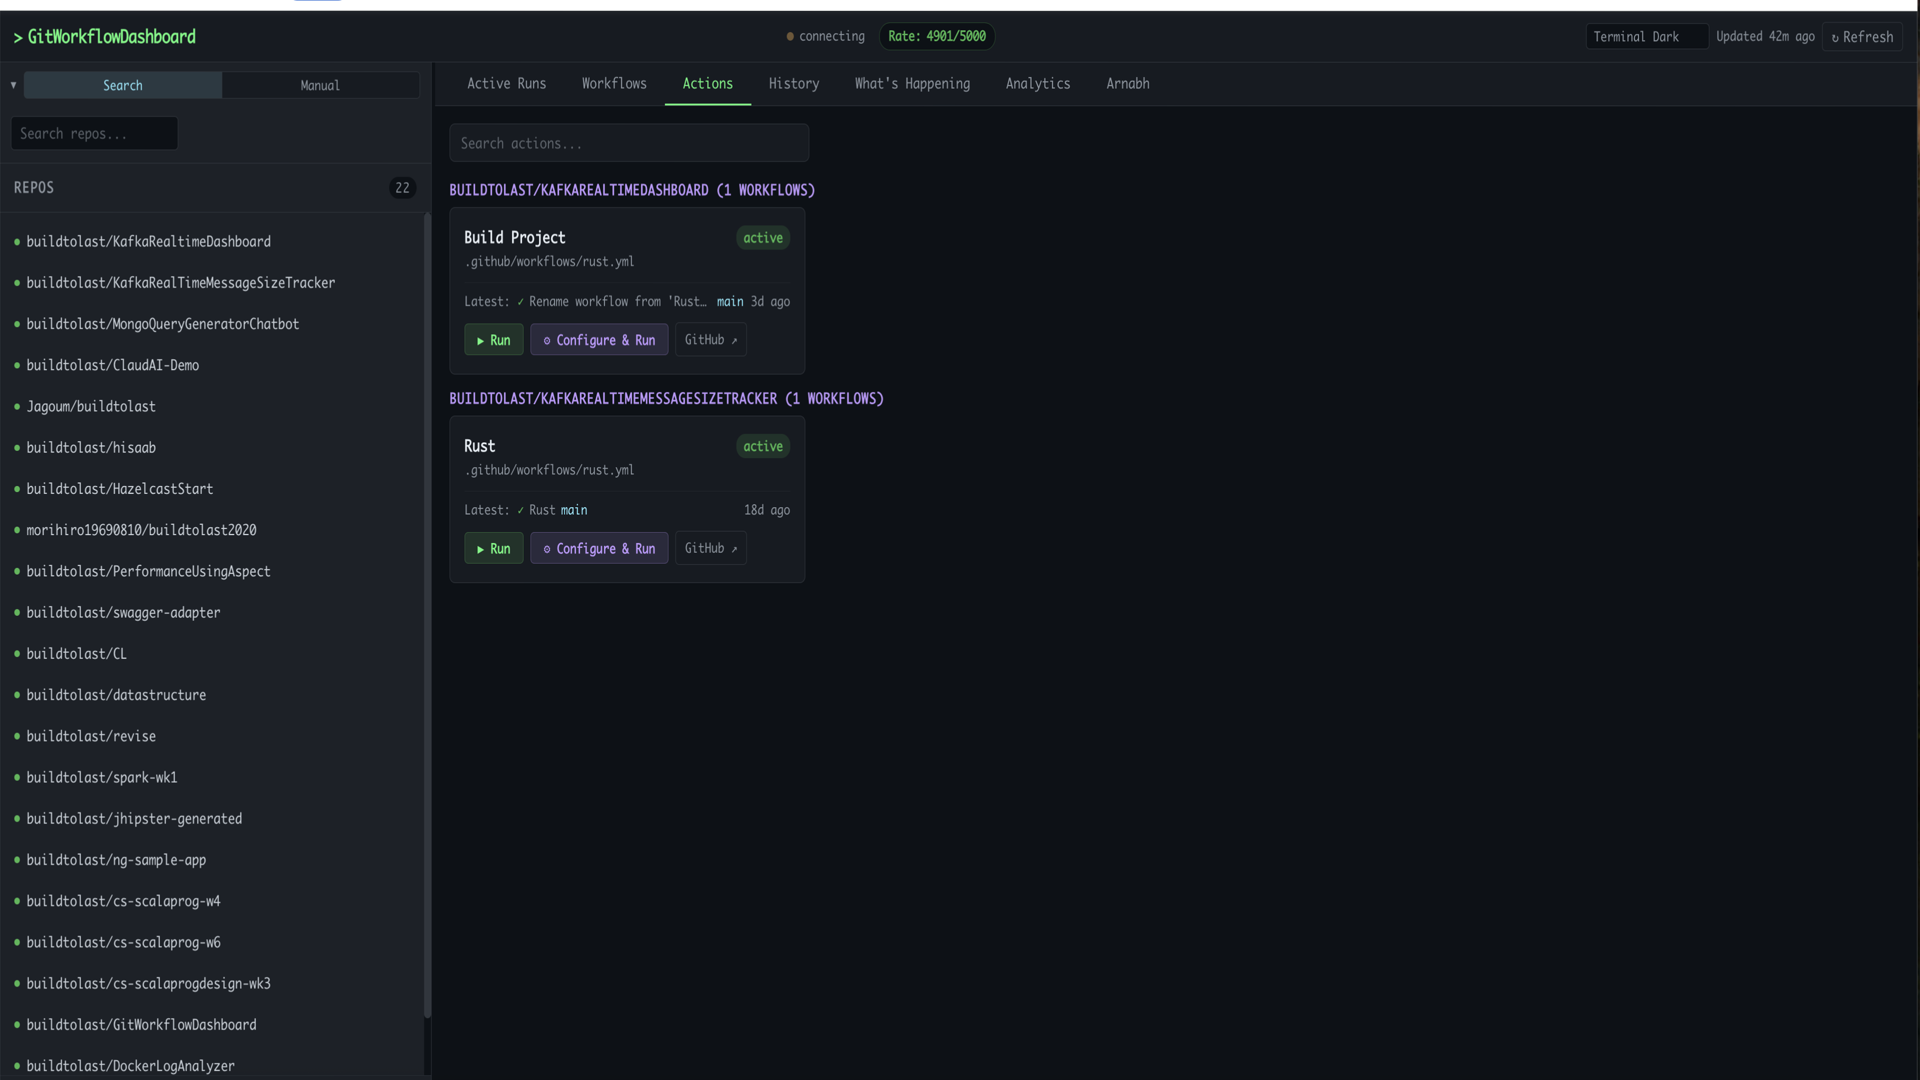 > GitWorkflowDashboard
connecting
Rate: 4901/5000
Terminal Dark
Updated 42m ago
↻ Refresh
▼
Search
Manual
Search repos...
REPOS
22
buildtolast/KafkaRealtimeDashboard
buildtolast/KafkaRealTimeMessageSizeTracker
buildtolast/MongoQueryGeneratorChatbot
buildtolast/ClaudAI-Demo
Jagoum/buildtolast
buildtolast/hisaab
buildtolast/HazelcastStart
morihiro19690810/buildtolast2020
buildtolast/PerformanceUsingAspect
buildtolast/swagger-adapter
buildtolast/CL
buildtolast/datastructure
buildtolast/revise
buildtolast/spark-wk1
buildtolast/jhipster-generated
buildtolast/ng-sample-app
buildtolast/cs-scalaprog-w4
buildtolast/cs-scalaprog-w6
buildtolast/cs-scalaprogdesign-wk3
buildtolast/GitWorkflowDashboard
buildtolast/DockerLogAnalyzer
Active Runs
Workflows
Actions
History
What's Happening
Analytics
Arnabh
Search actions...
BUILDTOLAST/KAFKAREALTIMEDASHBOARD (1 WORKFLOWS)
Build Project
active
.github/workflows/rust.yml
Latest: ✓ Rename workflow from 'Rust… main 3d ago
▶ Run
⚙ Configure & Run
GitHub ↗
BUILDTOLAST/KAFKAREALTIMEMESSAGESIZETRACKER (1 WORKFLOWS)
Rust
active
.github/workflows/rust.yml
Latest: ✓ Rust main 18d ago
▶ Run
⚙ Configure & Run
GitHub ↗